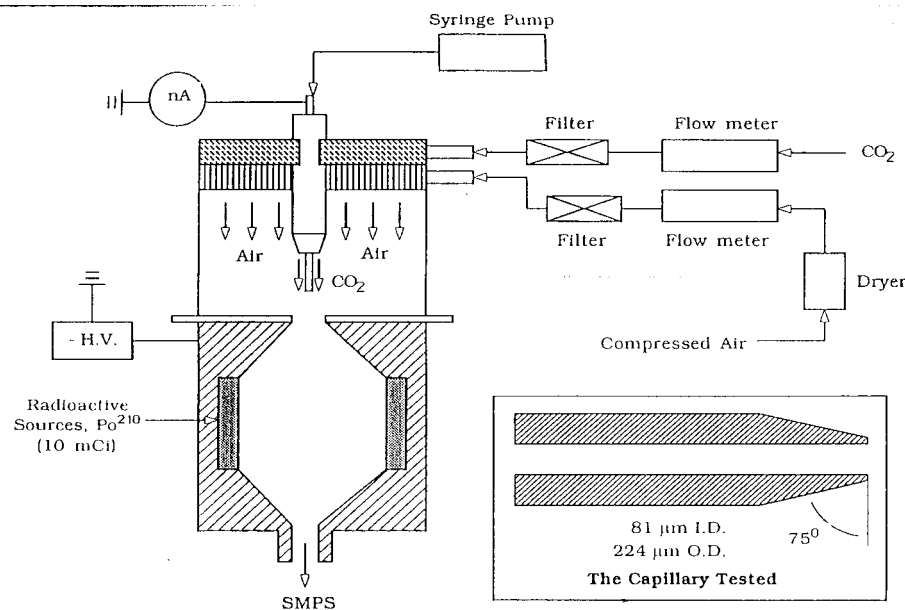 Syringe Pump
nA
Filter
Flow meter
CO2
Filter
Flow meter
Air
Air
CO2
Dryer
- H.V.
Compressed Air
Radioactive
Sources, Po210
(10 mCi)
75o
81 µm I.D.
224 µm O.D.
The Capillary Tested
SMPS